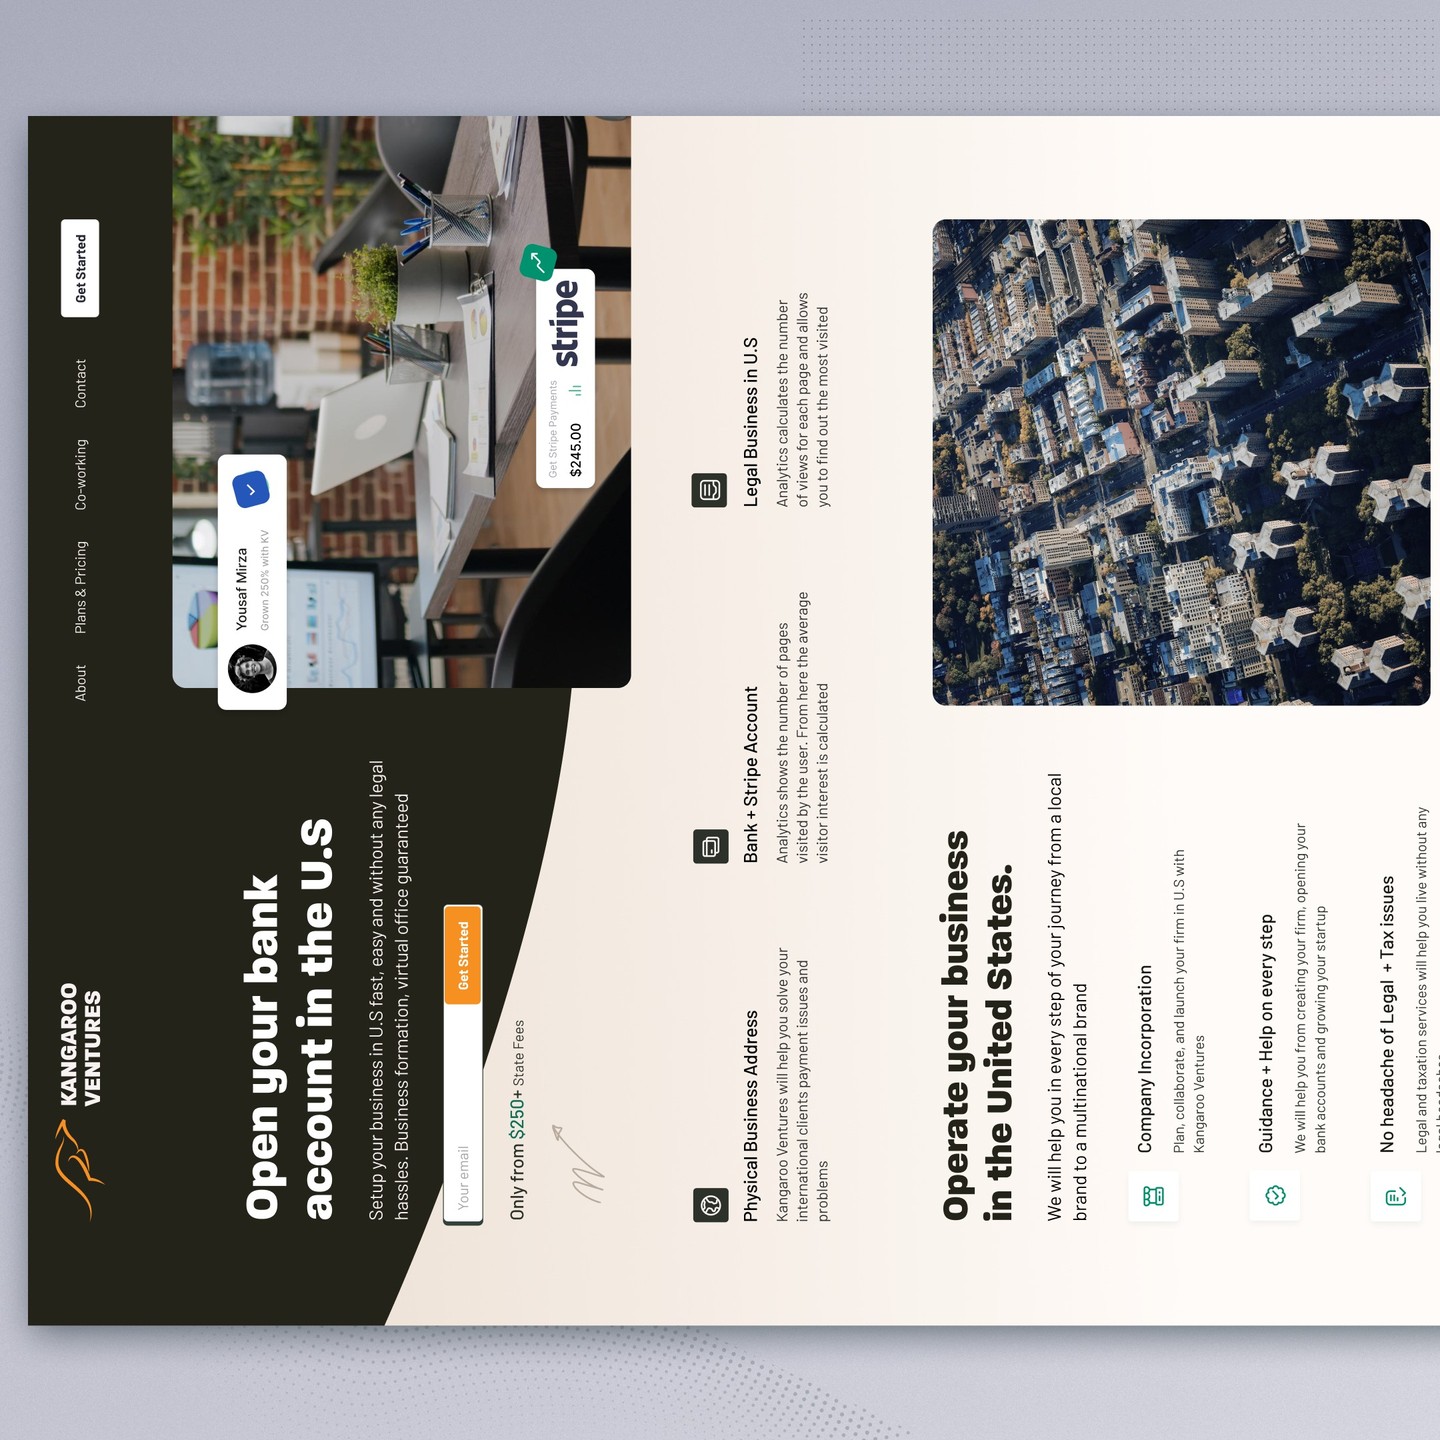 KANGAROO
VENTURES
About
Plans & Pricing
Co-working
Contact
Get Started
Open your bank
account in the U.S
Setup your business in U.S fast, easy and without any legal
hassles. Business formation, virtual office guaranteed
Your email
Get Started
Only from $250+ State Fees
Yousaf Mirza
Grown 250% with KV
Get Stripe Payments
$245.00
stripe
Physical Business Address
Kangaroo Ventures will help you solve your
international clients payment issues and
problems
Bank + Stripe Account
Analytics shows the number of pages
visited by the user. From here the average
visitor interest is calculated
Legal Business in U.S
Analytics calculates the number
of views for each page and allows
you to find out the most visited
Operate your business
in the United States.
We will help you in every step of your journey from a local
brand to a multinational brand
Company Incorporation
Plan, collaborate, and launch your firm in U.S with
Kangaroo Ventures
Guidance + Help on every step
We will help you from creating your firm, opening your
bank accounts and growing your startup
No headache of Legal + Tax issues
Legal and taxation services will help you live without any
legal headaches